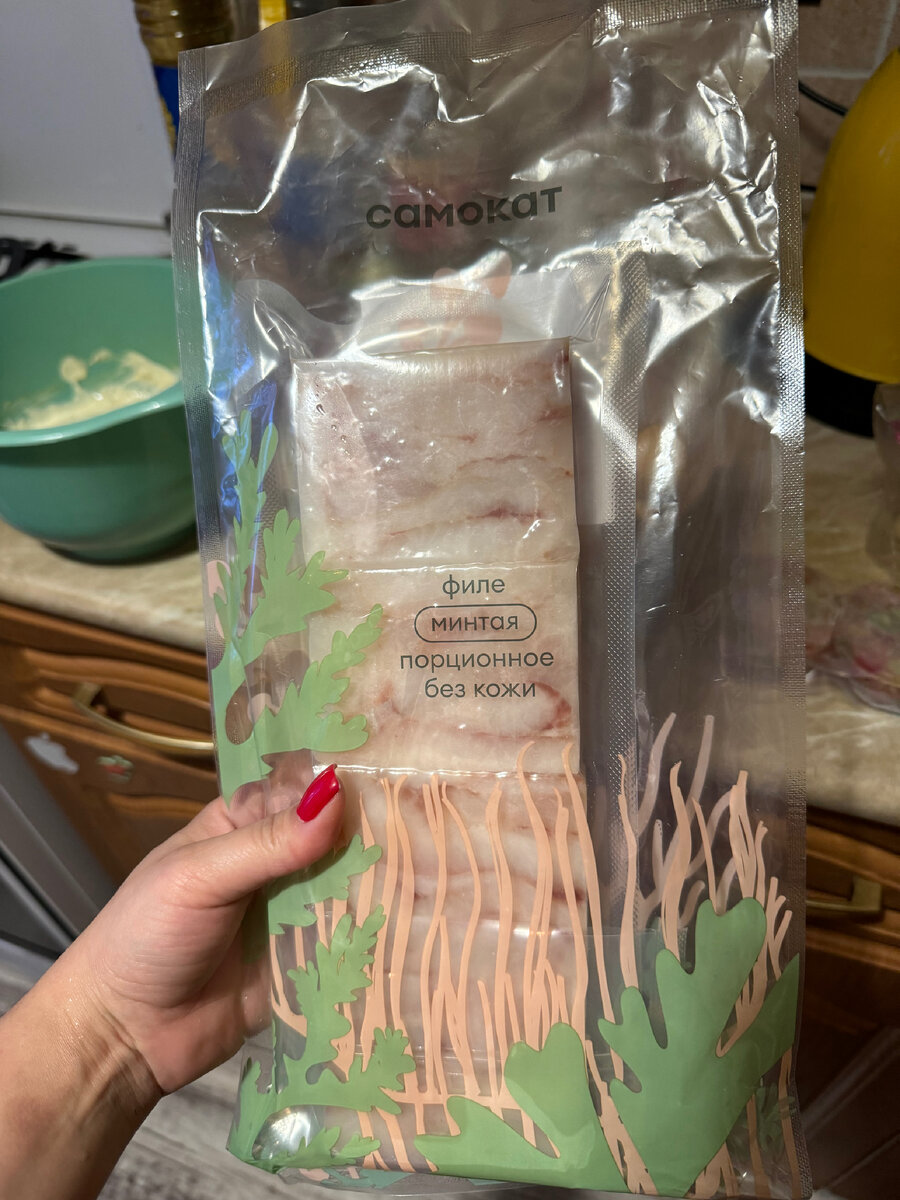 самокат
филе
минтая
порционное
без кожи